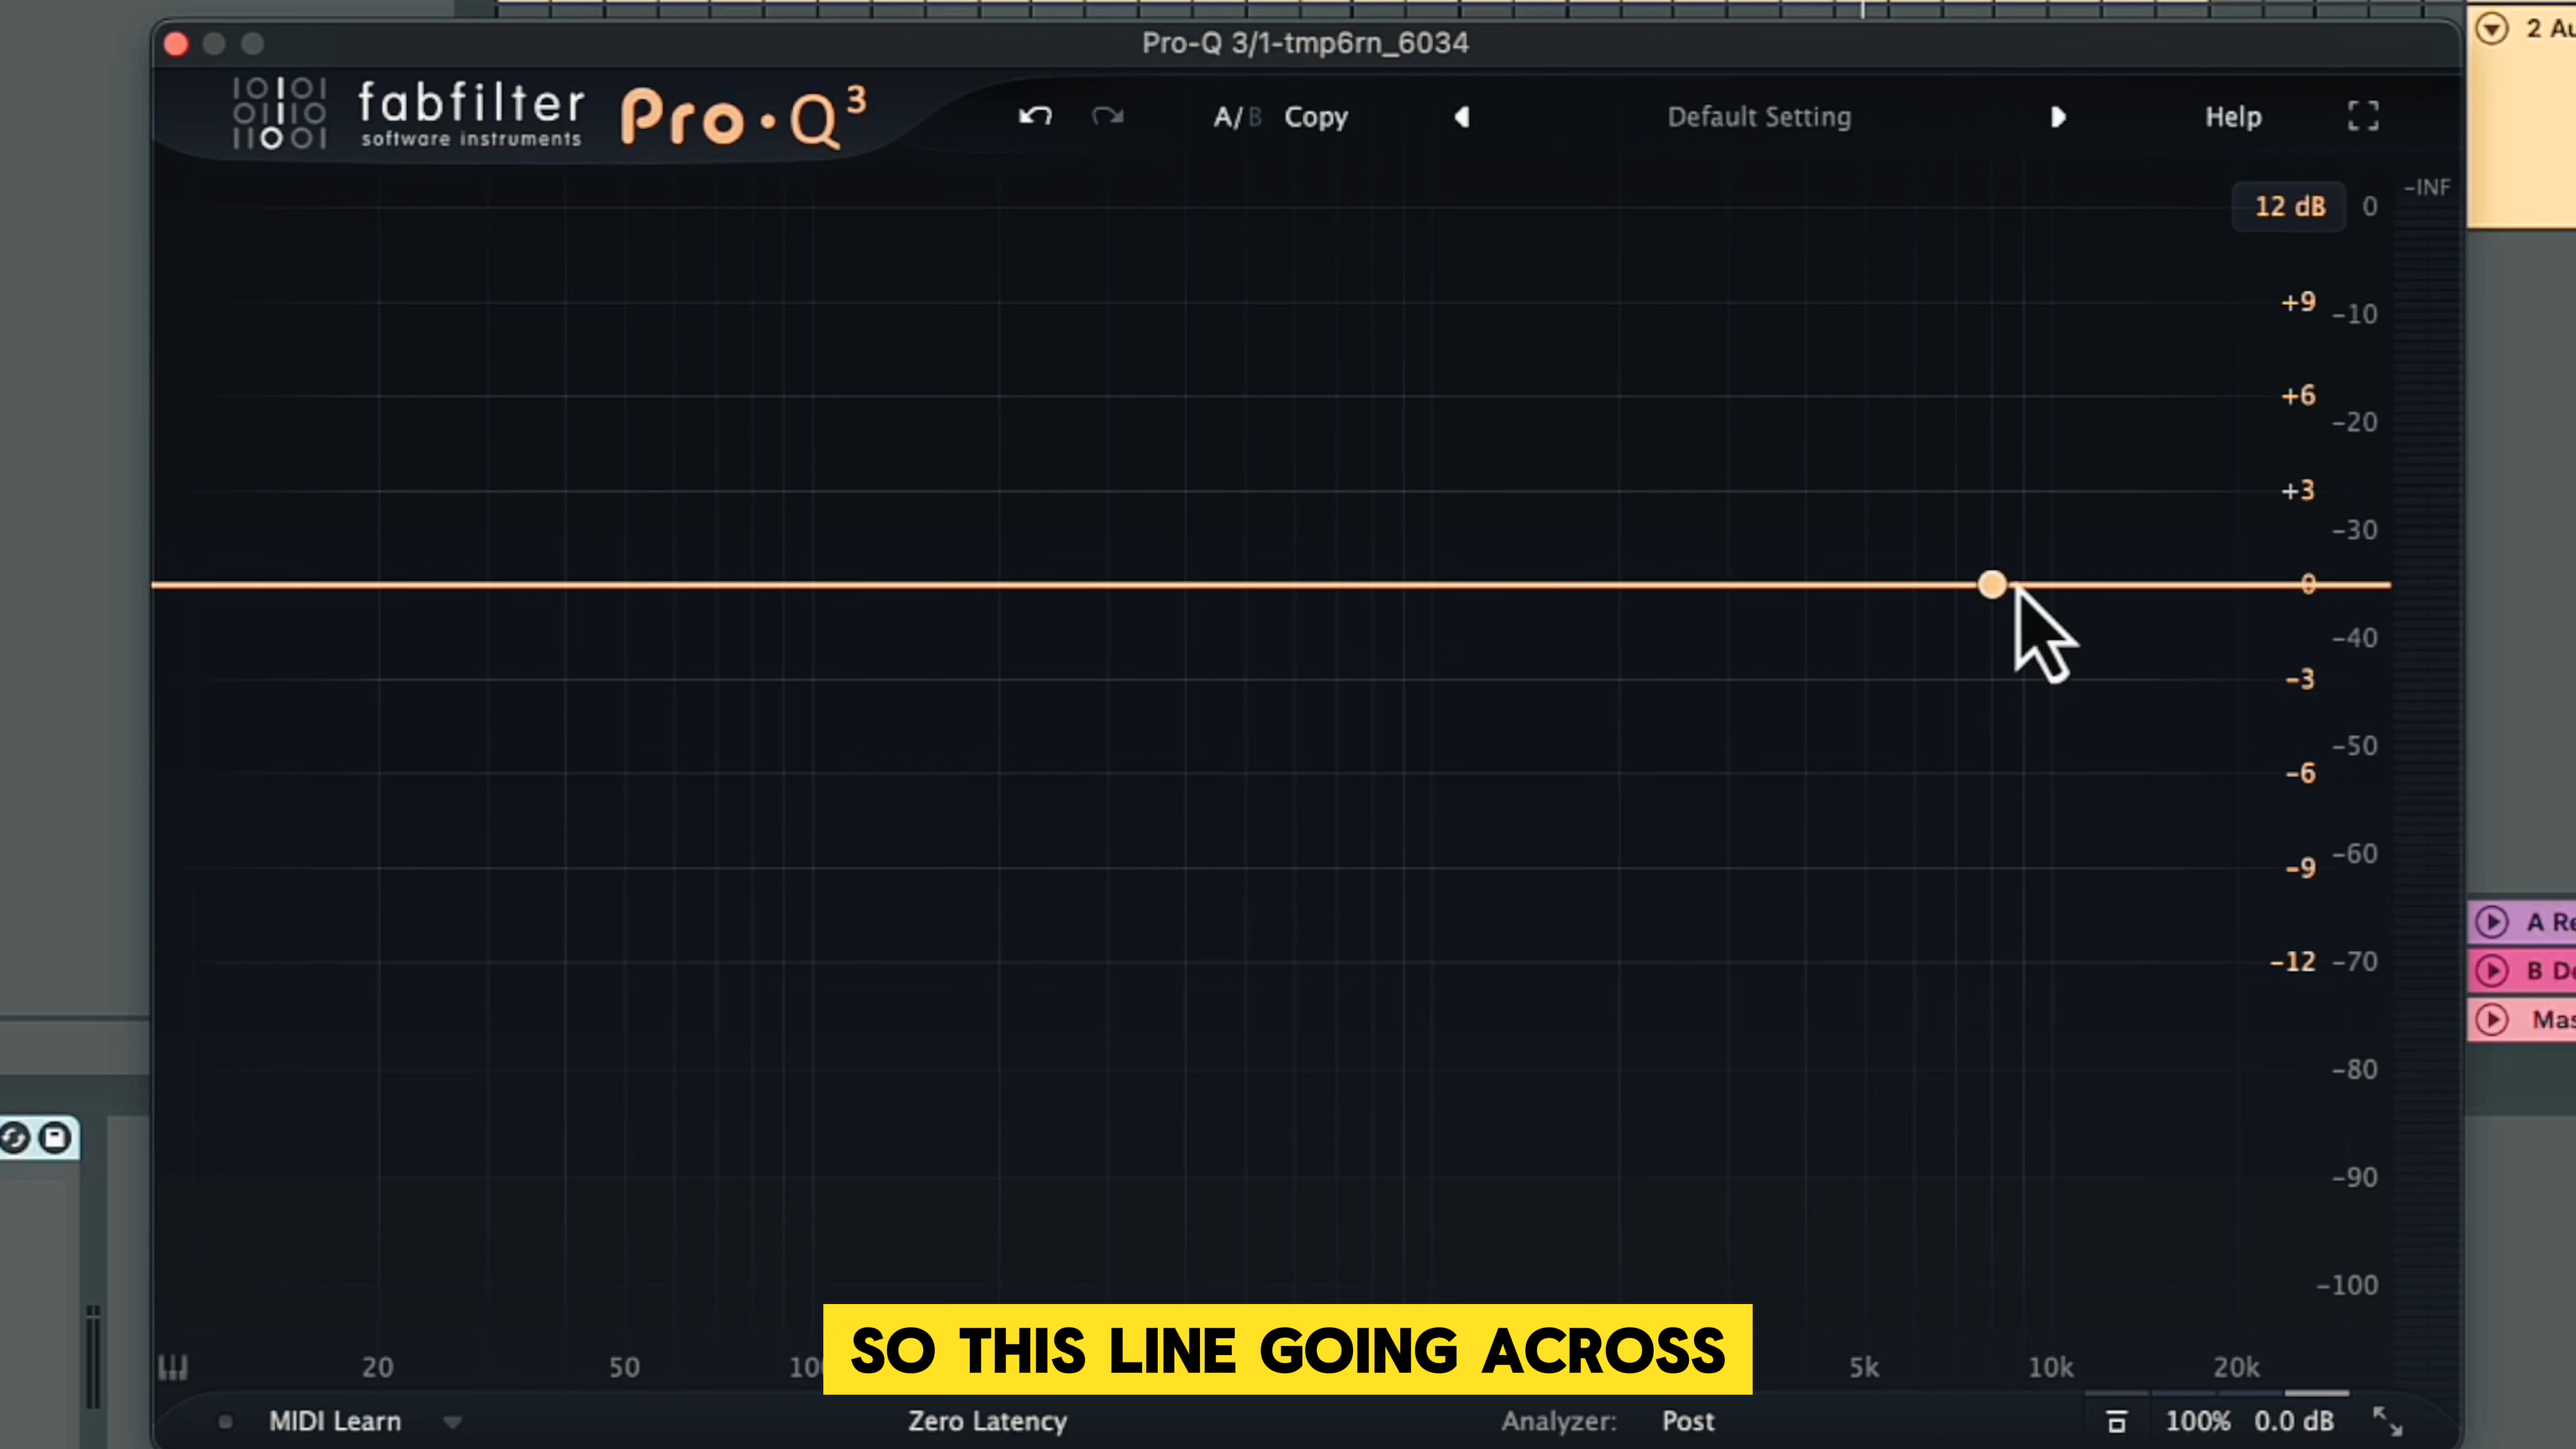 2 Au
Pro-Q 3/1-tmp6rn_6034
fabfilter
software instruments
Pro·Q³
A/B Copy
Default Setting
Help
-INF
12 dB 0
+9 -10
+6 -20
+3 -30
0
-3 -40
-50
-6
-9 -60
-12 -70
-80
-90
-100
A Re
B De
Mas
SO THIS LINE GOING ACROSS
20 50 10 5k 10k 20k
MIDI Learn
Zero Latency
Analyzer: Post
100% 0.0 dB